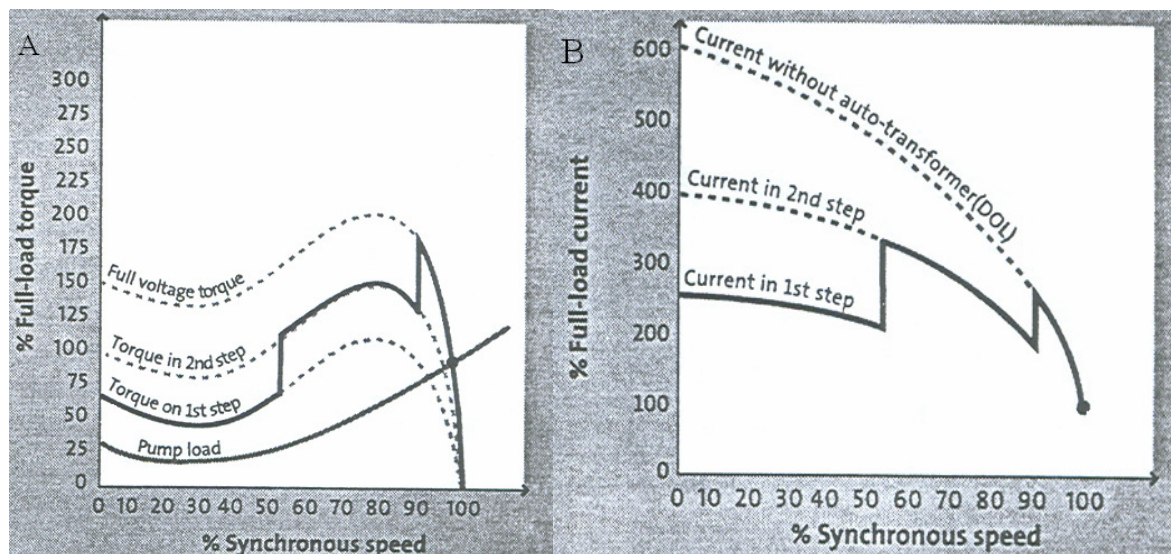 A
% Full-load torque
300
275
250
225
200
175
150
125
100
75
50
25
0
Full voltage torque
Torque in 2nd step
Torque on 1st step
Pump load
0 10 20 30 40 50 60 70 80 90 100
% Synchronous speed
B
% Full-load current
600
500
400
300
200
100
0
Current without auto-transformer(DOL)
Current in 2nd step
Current in 1st step
0 10 20 30 40 50 60 70 80 90 100
% Synchronous speed